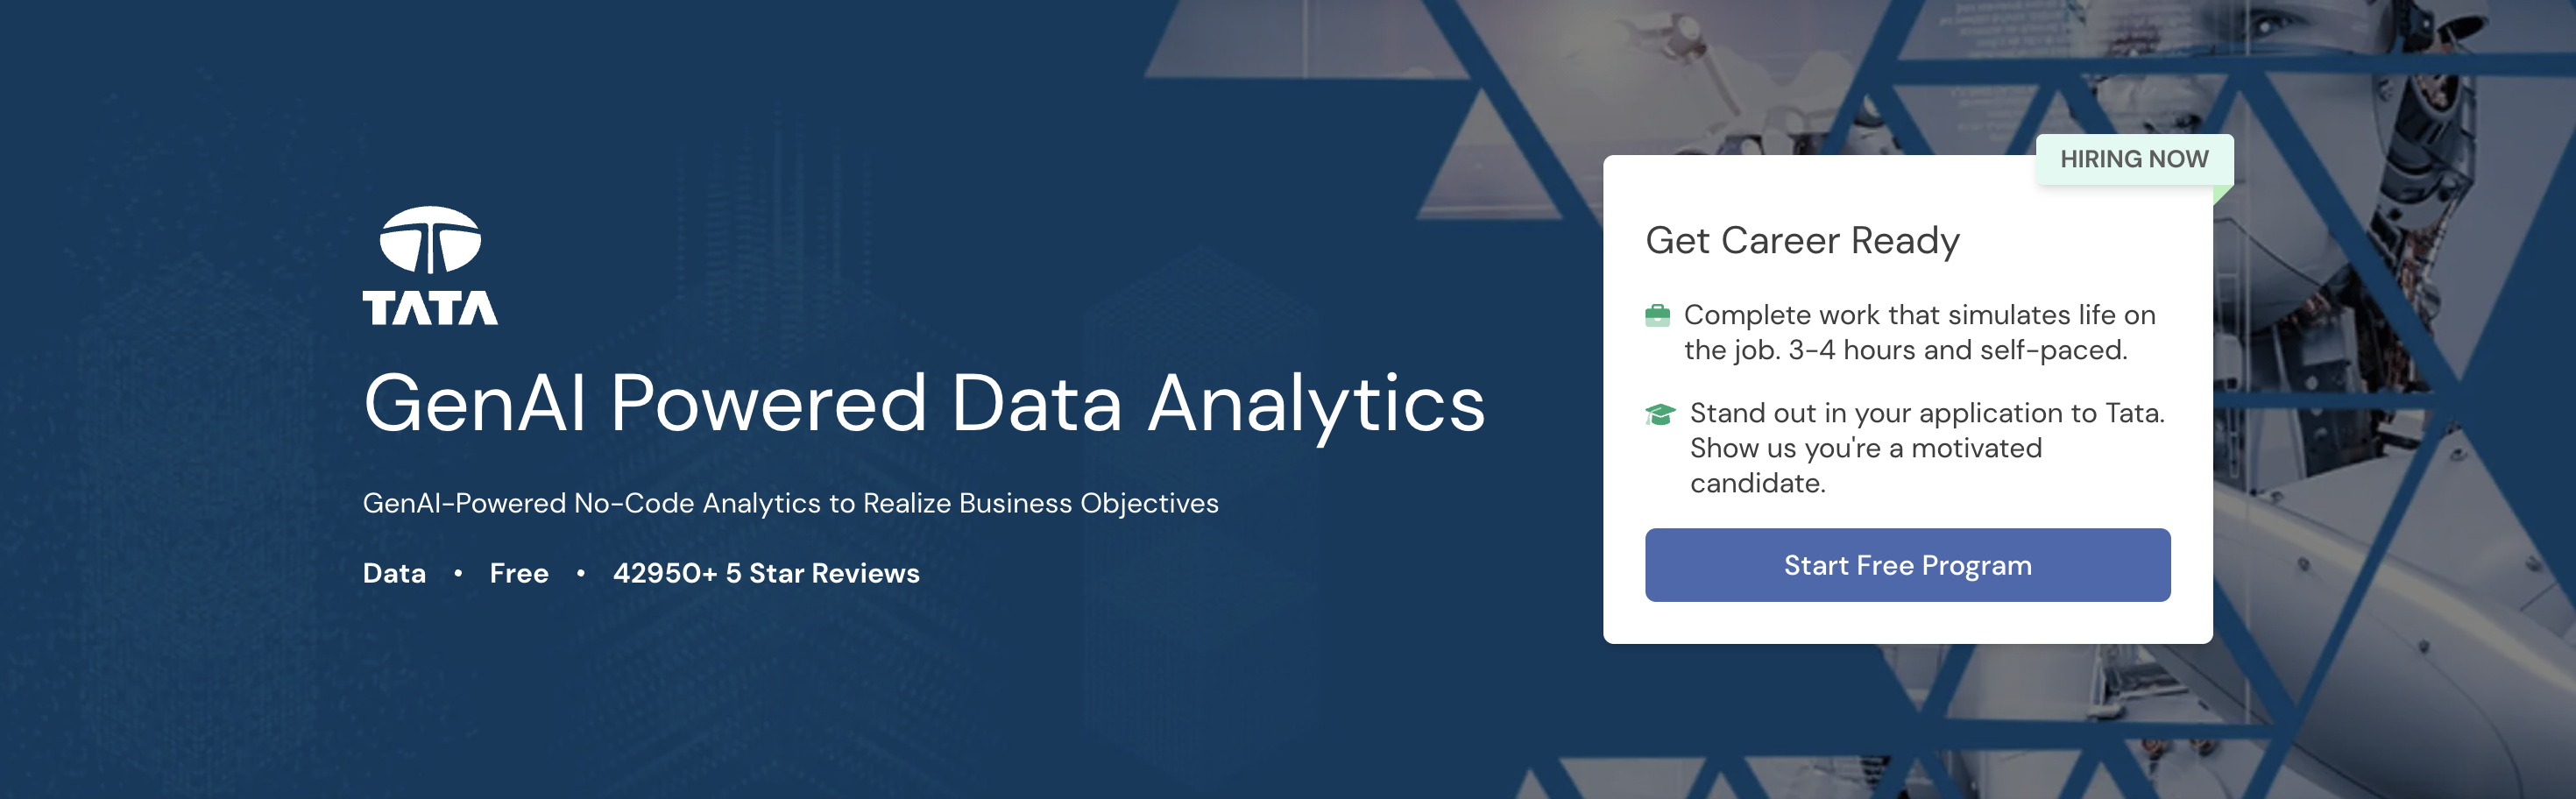 TATA
GenAI Powered Data Analytics
GenAI-Powered No-Code Analytics to Realize Business Objectives
Data • Free • 42950+ 5 Star Reviews
HIRING NOW
Get Career Ready
Complete work that simulates life on
the job. 3-4 hours and self-paced.
Stand out in your application to Tata.
Show us you're a motivated
candidate.
Start Free Program